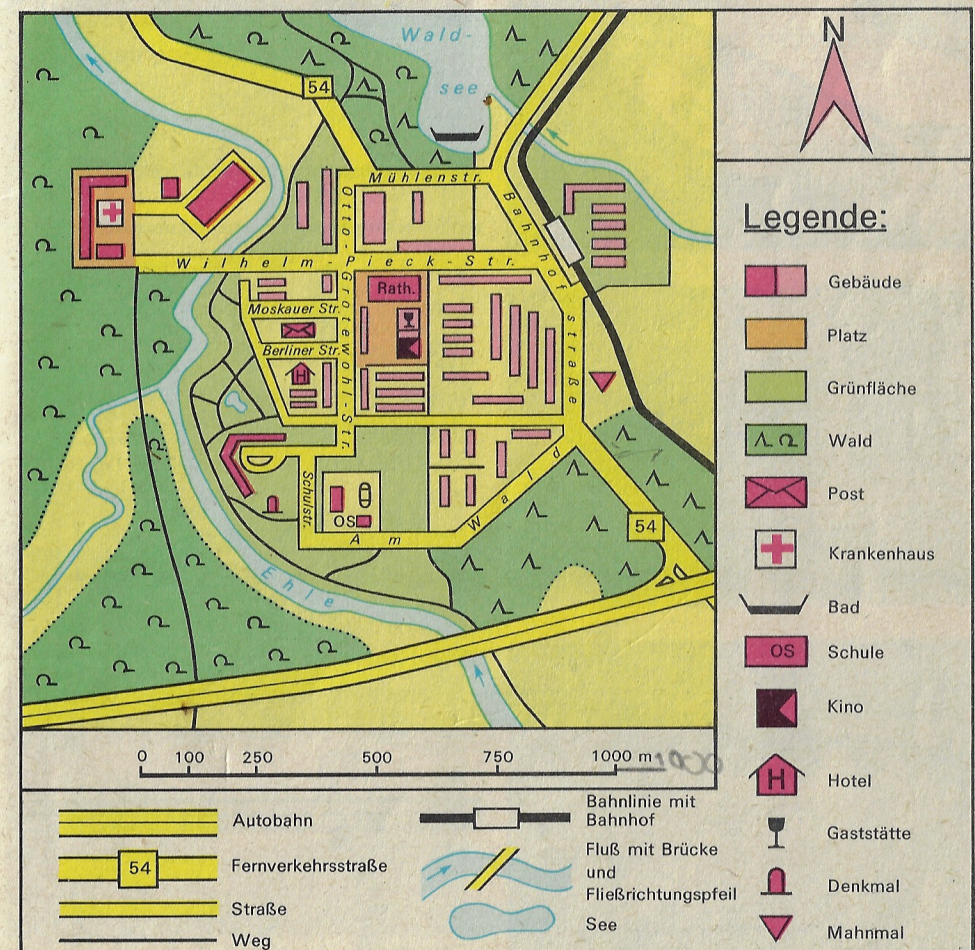 Wald-
see
54
Mühlenstr.
Otto-Grotewohl-Str.
Bahnhofstraße
Wilhelm-Pieck-Str.
Rath.
Moskauer Str.
Berliner Str.
H
Schulstr.
OS
Am Wald
54
Ehle
0 100 250 500 750 1000 m
N
Legende:
Gebäude
Platz
Grünfläche
Wald
Post
Krankenhaus
Bad
OS Schule
Kino
H Hotel
Gaststätte
Denkmal
Mahnmal
Autobahn
54 Fernverkehrsstraße
Straße
Weg
Bahnlinie mit
Bahnhof
Fluß mit Brücke
und
Fließrichtungspfeil
See